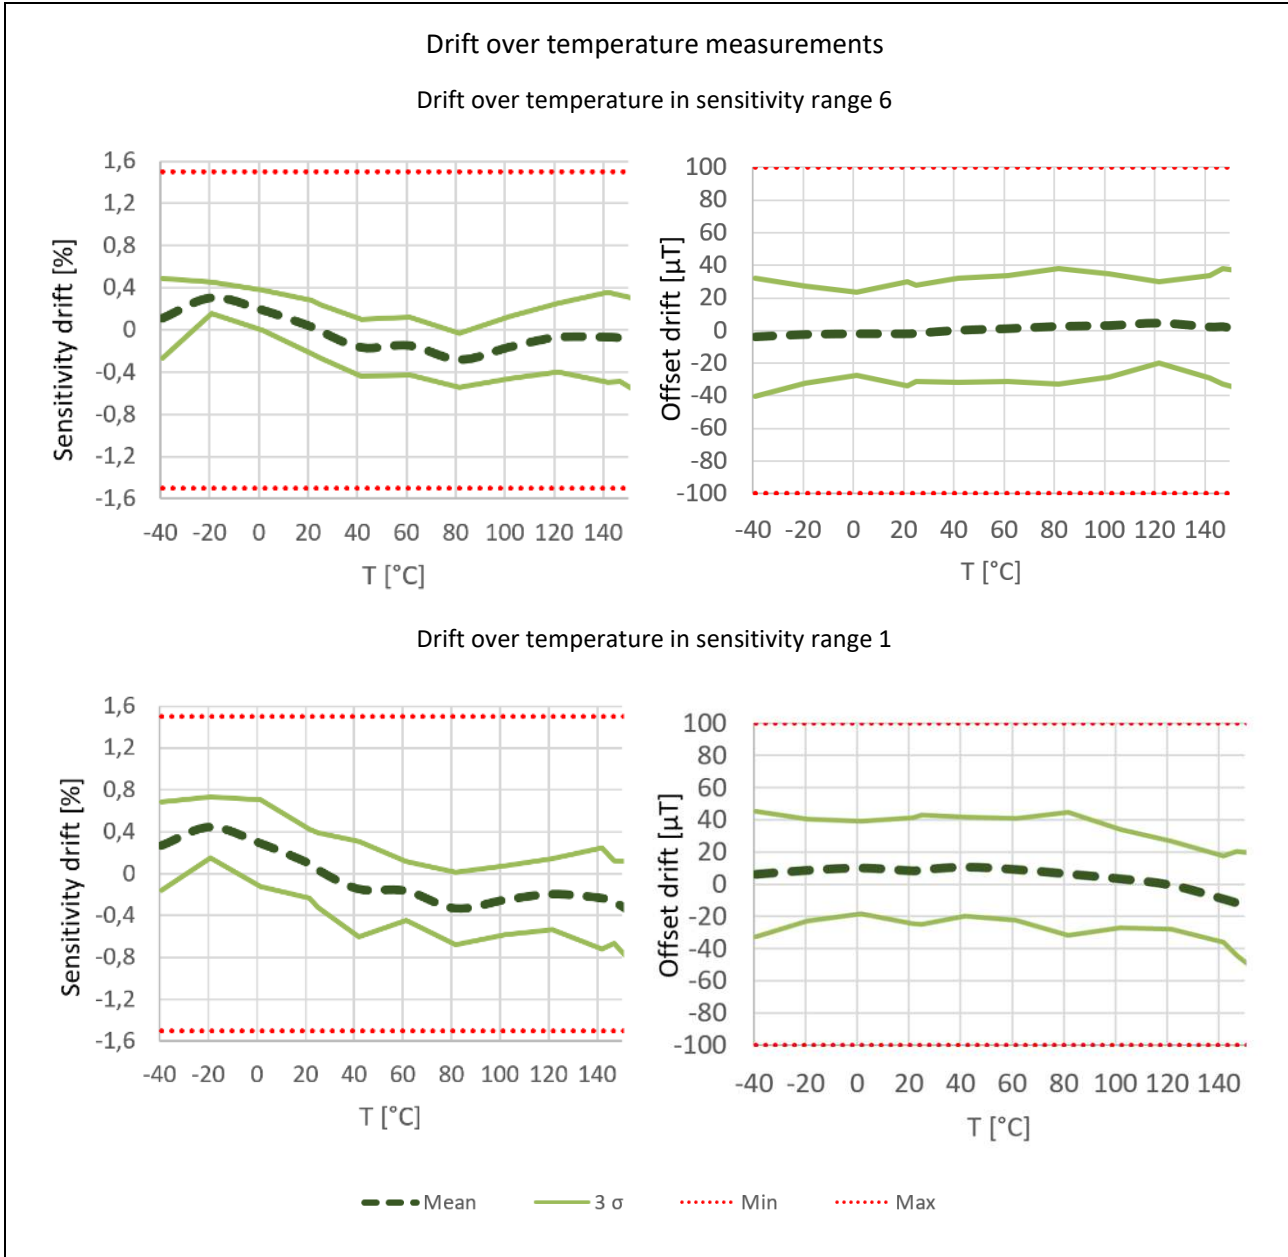 Drift over temperature measurements
Drift over temperature in sensitivity range 6
Sensitivity drift [%]
1,6
1,2
0,8
0,4
0
-0,4
-0,8
-1,2
-1,6
-40 -20 0 20 40 60 80 100 120 140
T [°C]
Offset drift [µT]
100
80
60
40
20
0
-20
-40
-60
-80
-100
-40 -20 0 20 40 60 80 100 120 140
T [°C]
Drift over temperature in sensitivity range 1
Sensitivity drift [%]
1,6
1,2
0,8
0,4
0
-0,4
-0,8
-1,2
-1,6
-40 -20 0 20 40 60 80 100 120 140
T [°C]
Offset drift [µT]
100
80
60
40
20
0
-20
-40
-60
-80
-100
-40 -20 0 20 40 60 80 100 120 140
T [°C]
Mean 3 σ Min Max